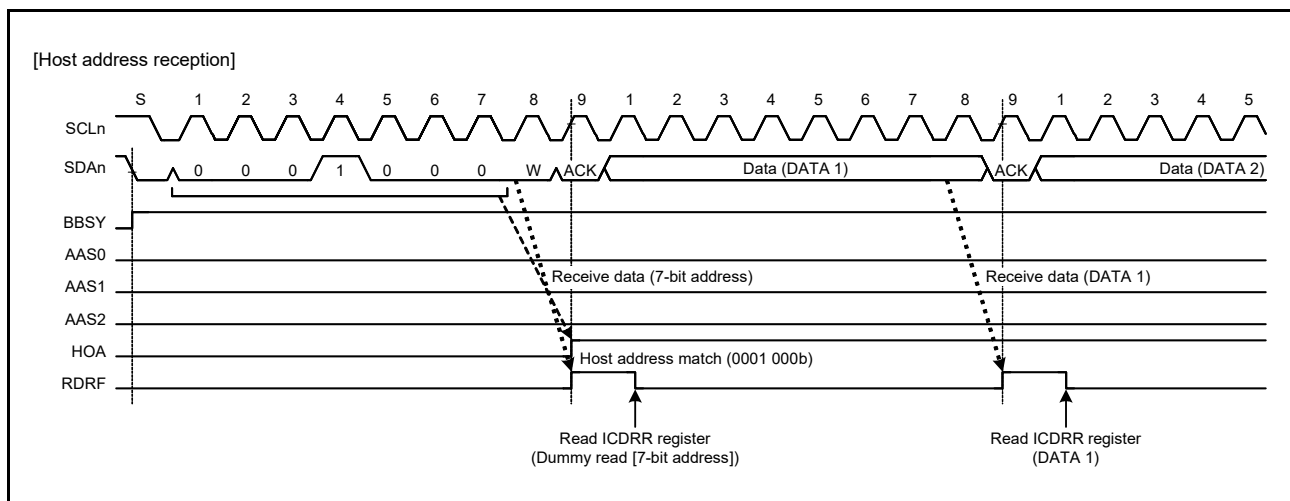 [Host address reception]
S 1 2 3 4 5 6 7 8 9 1 2 3 4 5 6 7 8 9 1 2 3 4 5
SCLn
SDAn 0 0 0 1 0 0 0 W ACK Data (DATA 1) ACK Data (DATA 2)
BBSY
AAS0
Receive data (7-bit address) Receive data (DATA 1)
AAS1
AAS2
HOA
Host address match (0001 000b)
RDRF
Read ICDRR register
(Dummy read [7-bit address])
Read ICDRR register
(DATA 1)